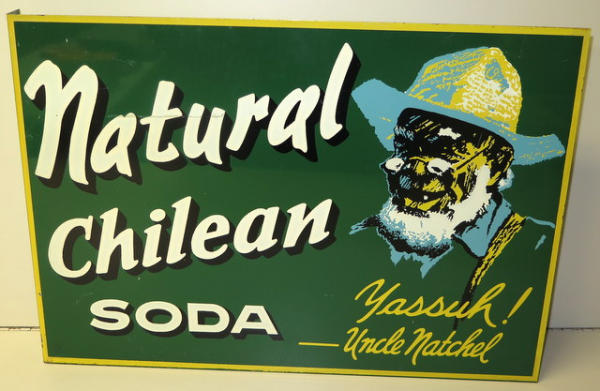 Natural
Chilean
SODA
Yassuh!
— Uncle Natchel